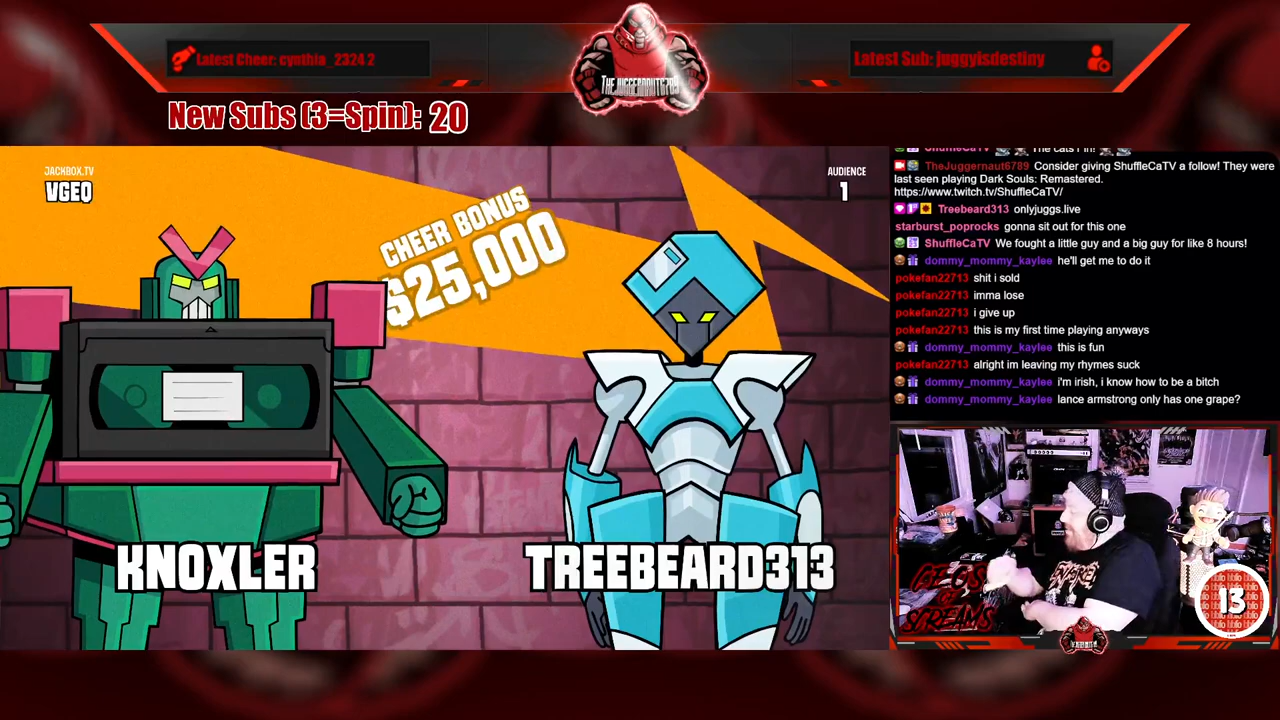 Latest Cheer: cynthia_2324 2
THEJUGGERNAUT6789
Latest Sub: juggyisdestiny
New Subs (3=Spin): 20
JACKBOX.TV
VGEQ
CHEER BONUS
$25,000
AUDIENCE
1
KNOXLER
TREEBEARD313
ShuffleCaTV The cats I in!
TheJuggernaut6789 Consider giving ShuffleCaTV a follow! They were
last seen playing Dark Souls: Remastered.
https://www.twitch.tv/ShuffleCaTV/
Treebeard313 onlyjuggs.live
starburst_poprocks gonna sit out for this one
ShuffleCaTV We fought a little guy and a big guy for like 8 hours!
dommy_mommy_kaylee he'll get me to do it
pokefan22713 shit i sold
pokefan22713 imma lose
pokefan22713 i give up
pokefan22713 this is my first time playing anyways
dommy_mommy_kaylee this is fun
pokefan22713 alright im leaving my rhymes suck
dommy_mommy_kaylee i'm irish, i know how to be a bitch
dommy_mommy_kaylee lance armstrong only has one grape?
SCREAMS
13